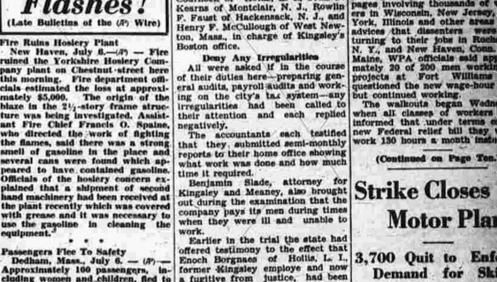 Flashes!
(Late Bulletins of the (AP) Wire)
Fire Ruins Hosiery Plant
New Haven, July 6.— (AP) — Fire
ruined the Yorkshire Hosiery Com-
pany plant on Chestnut street here
this morning. Fire department offi-
cials estimated the loss at approxi-
mately $5,000. The origin of the
blaze in the 2½-story frame struc-
ture was being investigated. Assist-
ant Fire Chief Francis O. Spaine,
who directed the work of fighting
the flames, said there was a strong
smell of gasoline in the place and
several cans were found which ap-
peared to have contained gasoline.
Officials of the hosiery concern ex-
plained that a shipment of second
hand machinery had been received at
the plant recently which was covered
with grease and it was necessary to
use the gasoline in cleaning the
equipment."
* * *
Passengers Flee To Safety
Dedham, Mass., July 6. — (AP) —
Approximately 100 passengers, in-
cluding women and children, fled to
Kearns of Montclair, N. J., Rowlin
F. Faust of Hackensack, N. J., and
Henry F. McCullough of West New-
ton, Mass., in charge of Kingsley's
Boston office.
Deny Any Irregularities
All were asked if in the course
of their duties here—preparing gen-
eral audits, payroll audits and work-
ing on the city's tax system—any
irregularities had been called to
their attention and each replied
negatively.
The accountants each testified
that they submitted semi-monthly
reports to their home office showing
what work was done and how much
time it required.
Benjamin Slade, attorney for
Kingsley and Meaney, also brought
out during the examination that the
company pays its men during times
when they were ill and unable to
work.
Earlier in the trial the state had
offered testimony to the effect that
Enoch Borgnaes of Hollis, L. I.,
former Kingsley employe and now
a fugitive from justice, had been
pages involving thousands of
ers in Wisconsin, New Jersey,
York, Illinois and other areas
advices that dissenters were
turning to their jobs in Roch
N. Y., and New Haven, Conn.
Maine, WPA officials said ap
mately 20 of 200 men working
projects at Fort Williams
questioned the new wage-hour
but continued working.
The walkouts began Wedn
when all classes of workers
informed that under terms o
new Federal relief bill they
work 130 hours a month inste
(Continued on Page Ten
Strike Closes
Motor Plan
3,700 Quit to Enfo
Demand for Ski